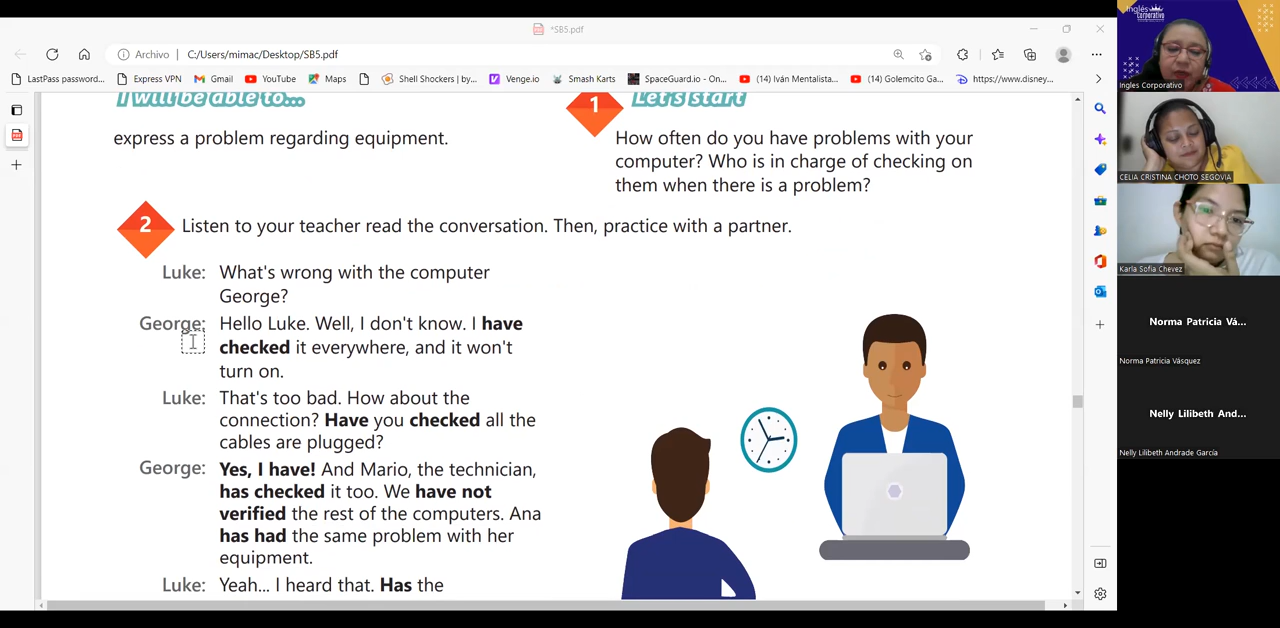 *SB5.pdf
Archivo | C:/Users/mimac/Desktop/SB5.pdf
LastPass password... Express VPN Gmail YouTube Maps Shell Shockers | by... Venge.io Smash Karts SpaceGuard.io - On... (14) Iván Mentalista... (14) Golemcito Ga... https://www.disney...
I will be able to...
express a problem regarding equipment.
1 Let's start
How often do you have problems with your
computer? Who is in charge of checking on
them when there is a problem?
2 Listen to your teacher read the conversation. Then, practice with a partner.
Luke: What's wrong with the computer
George?
George: Hello Luke. Well, I don't know. I have
checked it everywhere, and it won't
turn on.
Luke: That's too bad. How about the
connection? Have you checked all the
cables are plugged?
George: Yes, I have! And Mario, the technician,
has checked it too. We have not
verified the rest of the computers. Ana
has had the same problem with her
equipment.
Luke: Yeah... I heard that. Has the
Inglés
Corporativo
Ingles Corporativo
CELIA CRISTINA CHOTO SEGOVIA
Karla Sofia Chevez
Norma Patricia Vá...
Norma Patricia Vásquez
Nelly Lilibeth And...
Nelly Lilibeth Andrade García